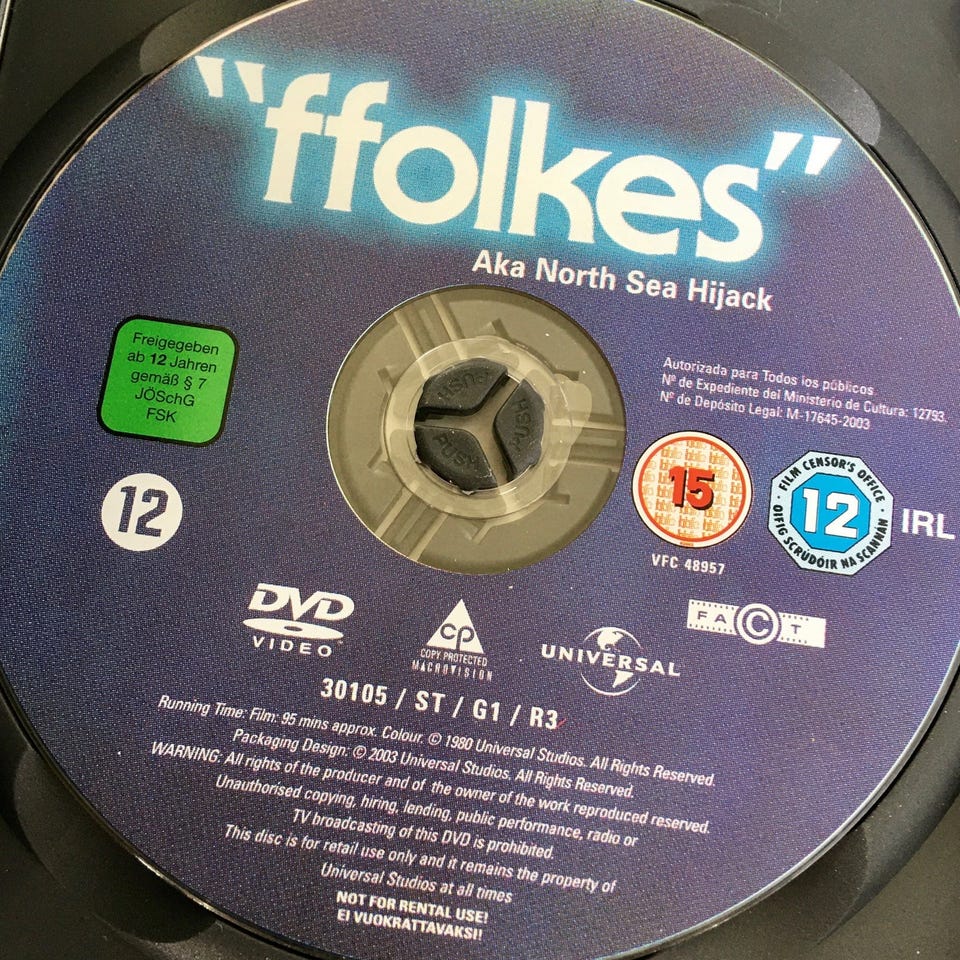 "ffolkes"
Aka North Sea Hijack
Freigegeben
ab 12 Jahren
gemäß § 7
JÖSchG
FSK
Autorizada para Todos los públicos
Nº de Expediente del Ministerio de Cultura: 12793.
Nº de Depósito Legal: M-17645-2003
PUSH
PUSH
PUSH
12
15
VFC 48957
FILM CENSOR'S OFFICE
12
OIFIG SCRÚDÓIR NA SCANNÁN
IRL
DVD
VIDEO
CP
COPY PROTECTED
MACROVISION
UNIVERSAL
FACT
30105 / ST / G1 / R3
Running Time: Film: 95 mins approx. Colour. © 1980 Universal Studios. All Rights Reserved.
Packaging Design: © 2003 Universal Studios. All Rights Reserved.
WARNING: All rights of the producer and of the owner of the work reproduced reserved.
Unauthorised copying, hiring, lending, public performance, radio or
TV broadcasting of this DVD is prohibited.
This disc is for retail use only and it remains the property of
Universal Studios at all times
NOT FOR RENTAL USE!
EI VUOKRATTAVAKSI!